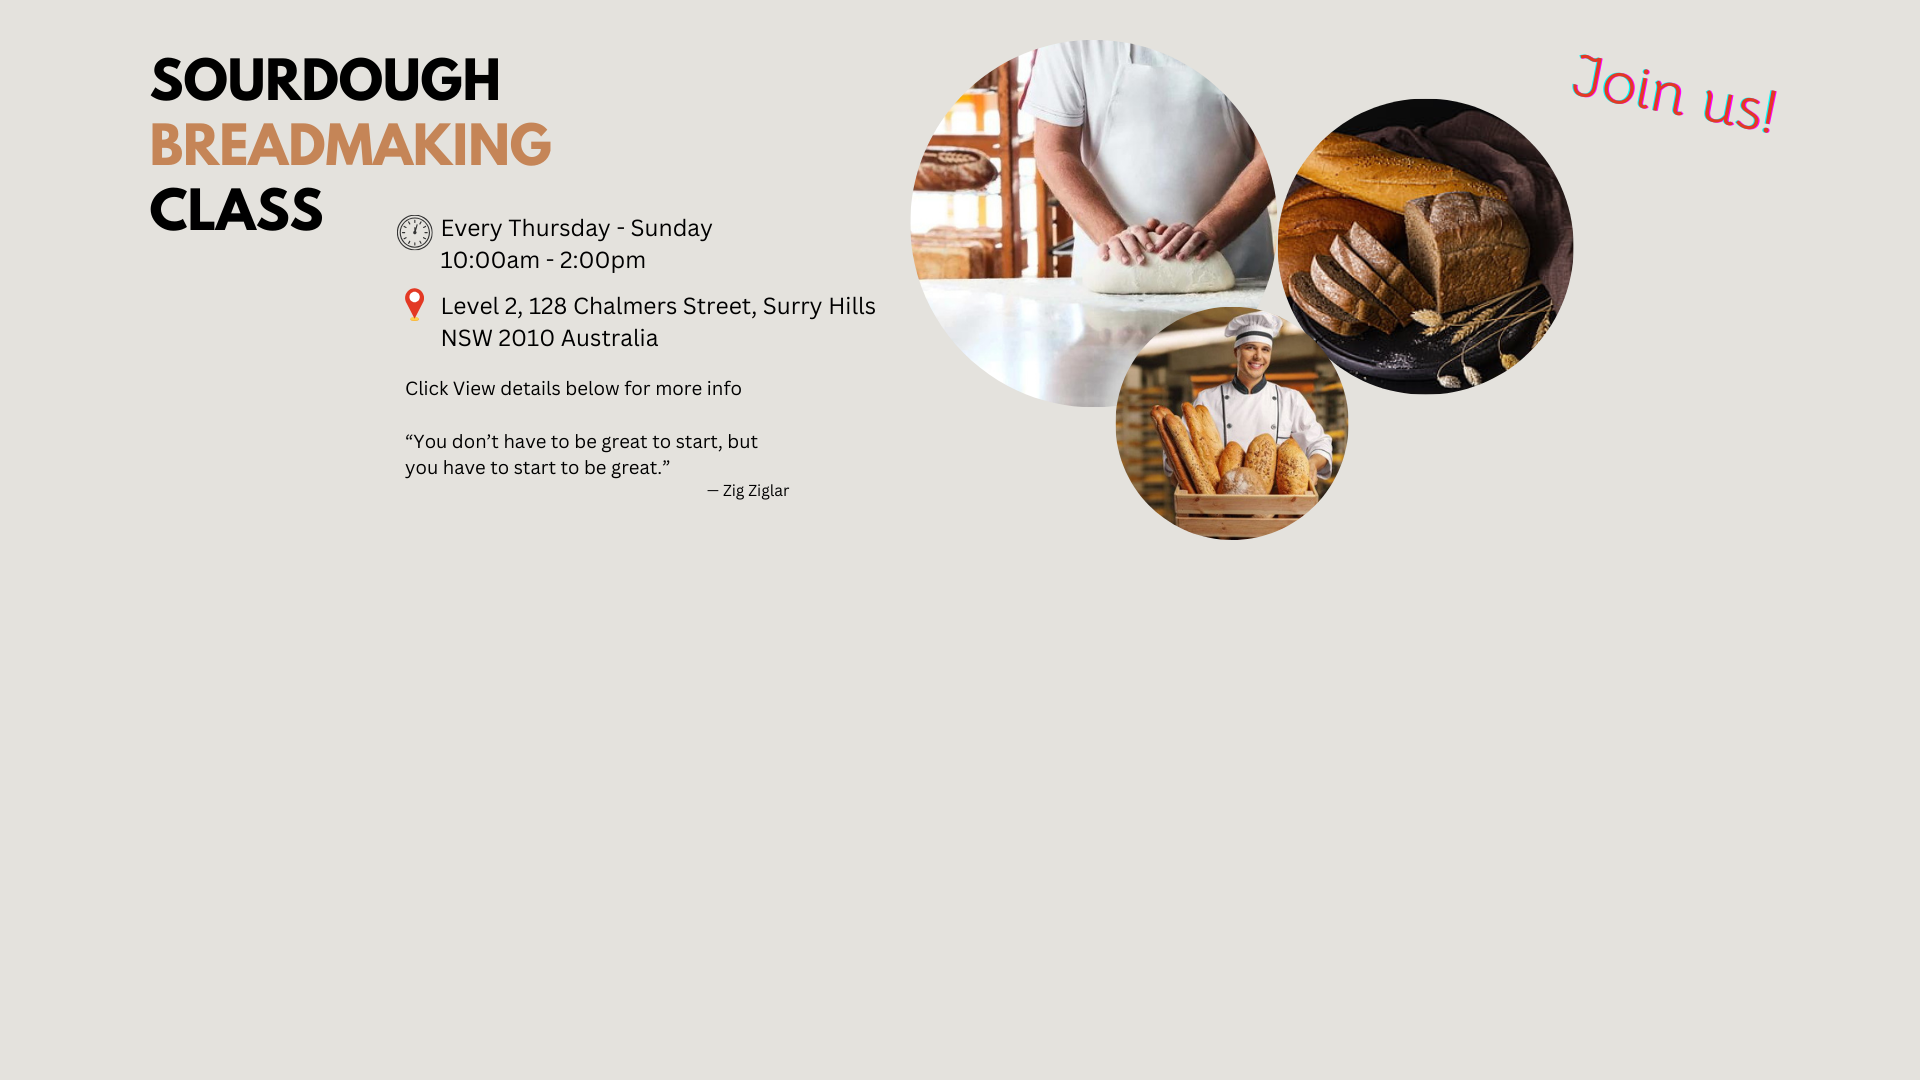 SOURDOUGH
BREADMAKING
CLASS
Every Thursday - Sunday
10:00am - 2:00pm
Level 2, 128 Chalmers Street, Surry Hills
NSW 2010 Australia
Click View details below for more info
“You don’t have to be great to start, but
you have to start to be great.”
— Zig Ziglar
Join us!